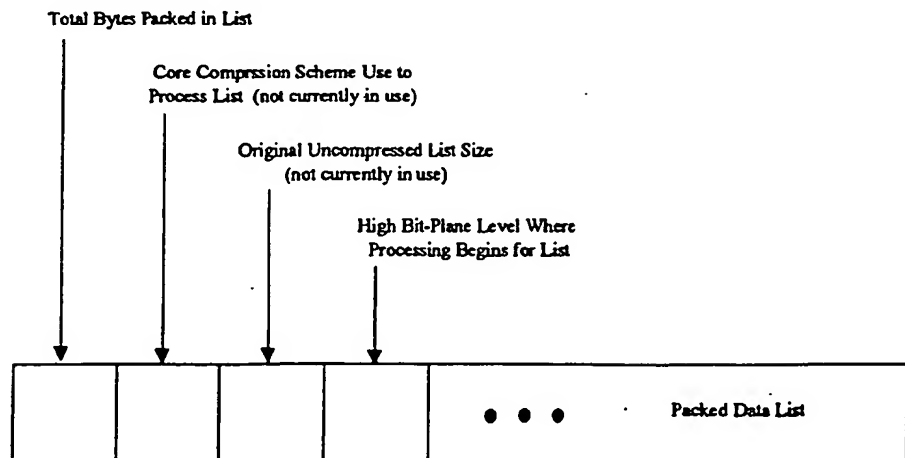 Total Bytes Packed in List
Core Comprssion Scheme Use to
Process List (not currently in use)
Original Uncompressed List Size
(not currently in use)
High Bit-Plane Level Where
Processing Begins for List
Packed Data List